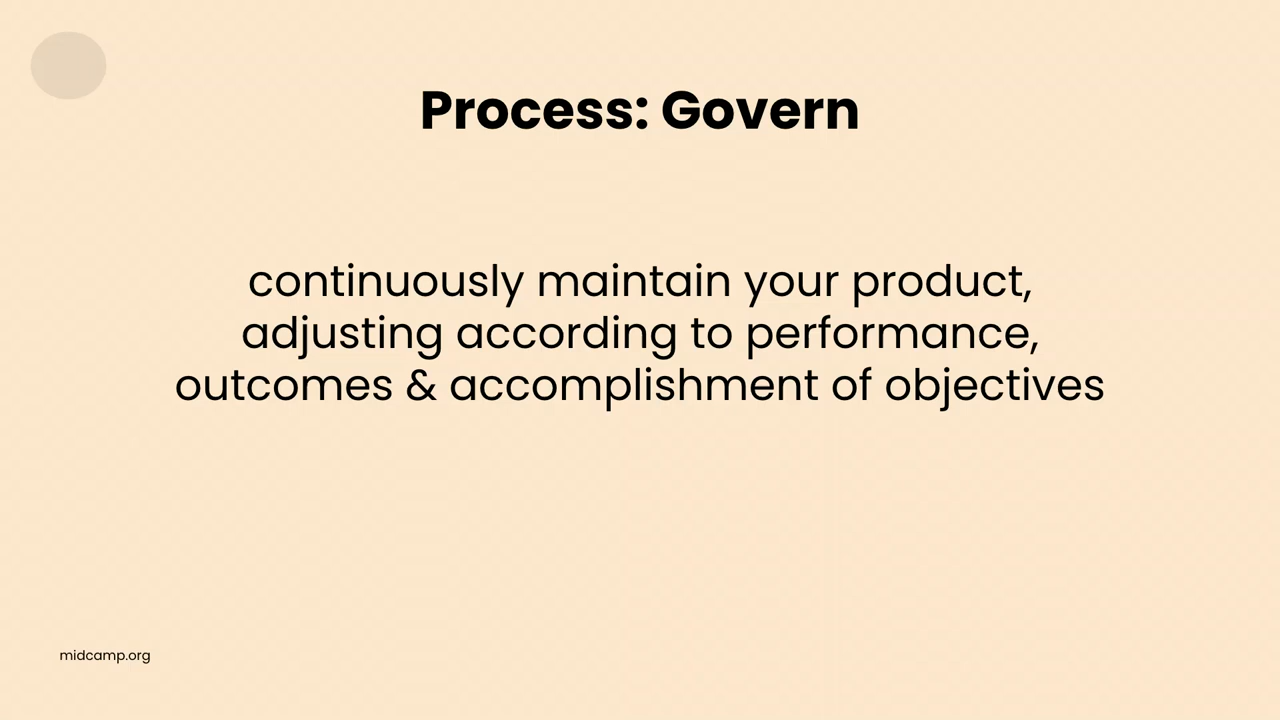 Process: Govern
continuously maintain your product,
adjusting according to performance,
outcomes & accomplishment of objectives
midcamp.org